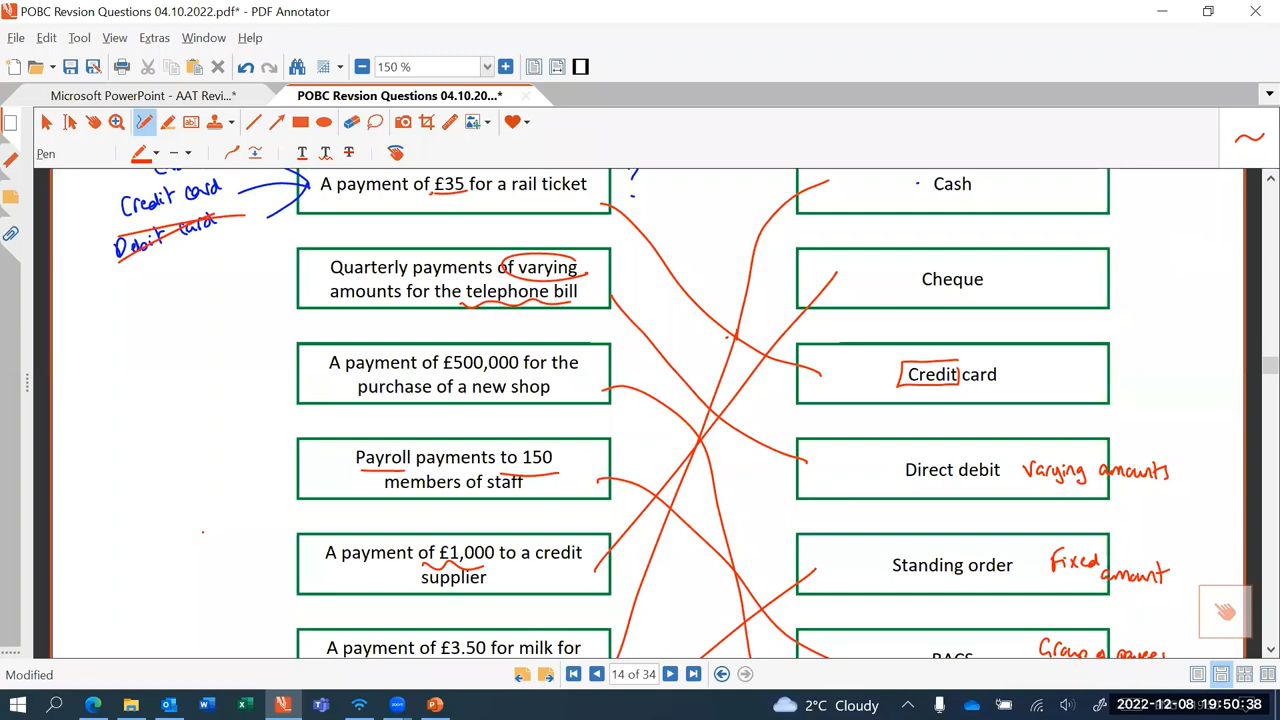 POBC Revsion Questions 04.10.2022.pdf* - PDF Annotator
File Edit Tool View Extras Window Help
150 %
Microsoft PowerPoint - AAT Revi...*
POBC Revsion Questions 04.10.20...*
Pen
Credit card
Debit card
A payment of £35 for a rail ticket
?
Cash
Quarterly payments of varying
amounts for the telephone bill
Cheque
A payment of £500,000 for the
purchase of a new shop
Credit card
Payroll payments to 150
members of staff
Direct debit
Varying amounts
A payment of £1,000 to a credit
supplier
Standing order
Fixed
amount
A payment of £3.50 for milk for
BACS
Group
Modified
14 of 34
2°C Cloudy
2022-12-08 19:50:38